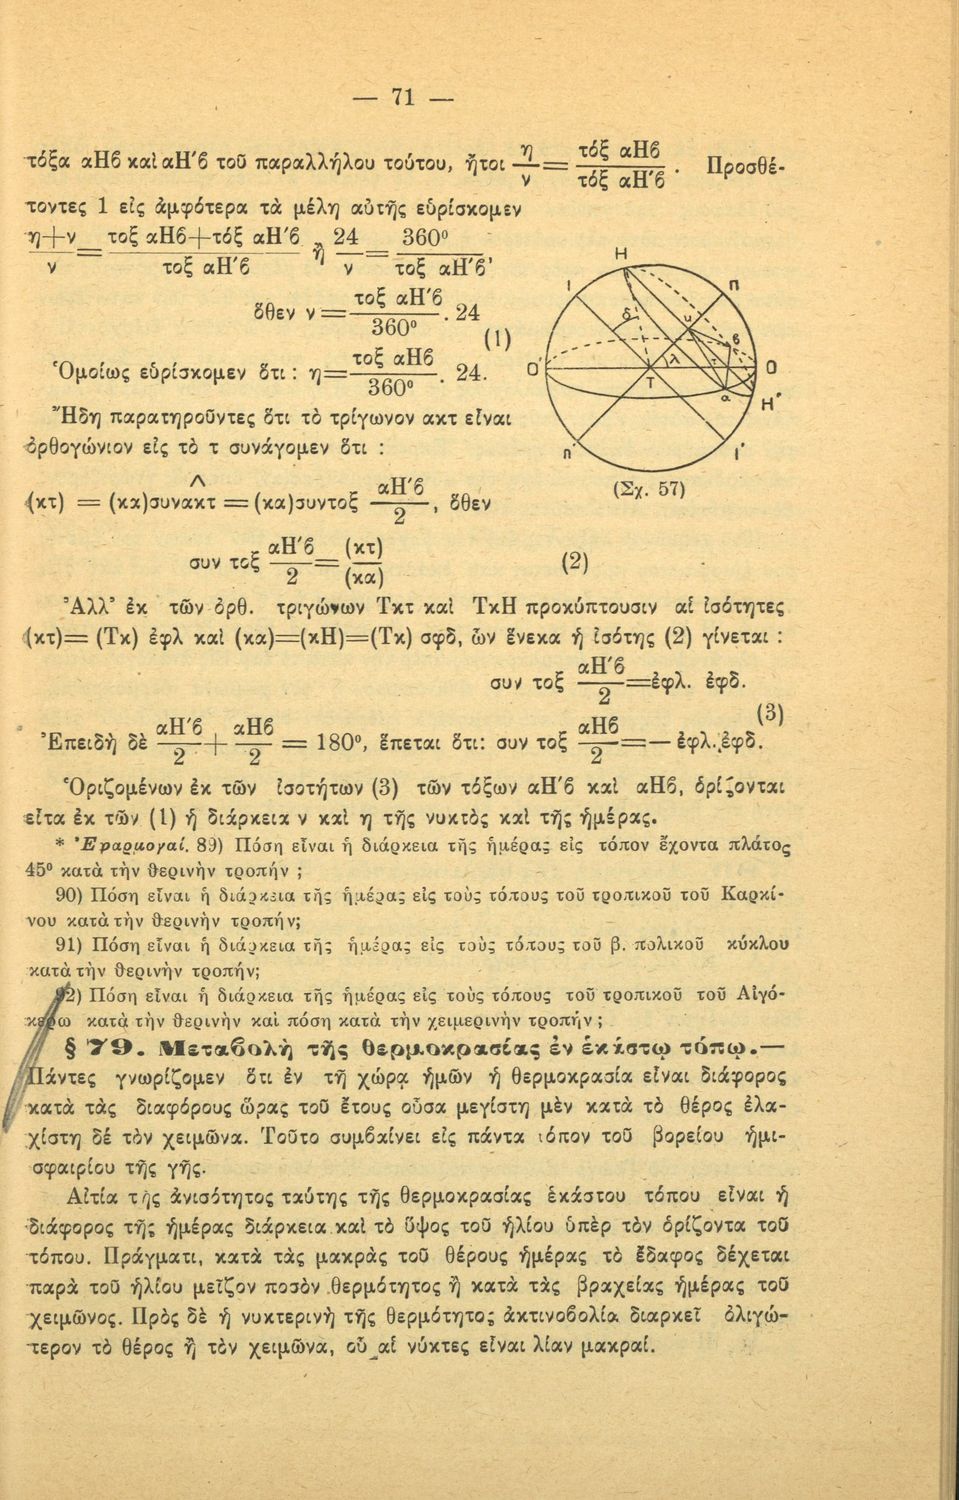 — 71 —
τόξα αΗϐ καὶ αΗ'ϐ τοῦ παραλλήλου τούτου, ἤτοι η/ν = τόξ αΗϐ/τόξ αΗ'ϐ . Προσθέ-
τοντες 1 εἰς ἀμφότερα τὰ μέλη αὐτῆς εὑρίσκομεν
η+ν/ν = τοξ αΗϐ+τόξ αΗ'ϐ/τοξ αΗ'ϐ ἢ 24/ν = 360⁰/τοξ αΗ'ϐ'
ὅθεν ν = τοξ αΗ'ϐ/360⁰ . 24
(1)
Ὁμοίως εὑρίσκομεν ὅτι : η = τοξ αΗϐ/360⁰ . 24.
Ἤδη παρατηροῦντες ὅτι τὸ τρίγωνον ακτ εἶναι
ὀρθογώνιον εἰς τὸ τ συνάγομεν ὅτι :
(κτ) = (κα)συνακτ = (κα)συντοξ αΗ'ϐ/2 , ὅθεν
Η
Ι
Π
δ
κ
ϐ
Ο'
λ
τ
Ο
Τ
α
Η'
Π'
Ι'
(Σχ. 57)
συν τοξ αΗ'ϐ/2 = (κτ)/(κα) (2)
Ἀλλ' ἐκ τῶν ὀρθ. τριγώνων Τκτ καὶ ΤκΗ προκύπτουσιν αἱ ἰσότητες
(κτ)= (Τκ) ἐφλ καὶ (κα)=(κΗ)=(Τκ) σφδ, ὧν ἕνεκα ἡ ἰσότης (2) γίνεται :
συν τοξ αΗ'ϐ/2 =ἐφλ. ἐφδ.
(3)
Ἐπειδὴ δὲ αΗ'ϐ/2 + αΗϐ/2 = 180⁰, ἕπεται ὅτι: συν τοξ αΗϐ/2 =— ἐφλ. ἐφδ.
Ὁριζομένων ἐκ τῶν ἰσοτήτων (3) τῶν τόξων αΗ'ϐ καὶ αΗϐ, ὁρίζονται
εἶτα ἐκ τῶν (1) ἡ διάρκεια ν καὶ η τῆς νυκτὸς καὶ τῆς ἡμέρας.
* Ἐφαρμογαί. 89) Πόση εἶναι ἡ διάρκεια τῆς ἡμέρας εἰς τόπον ἔχοντα πλάτος
45⁰ κατὰ τὴν θερινὴν τροπήν ;
90) Πόση εἶναι ἡ διάρκεια τῆς ἡμέρας εἰς τοὺς τόπους τοῦ τροπικοῦ τοῦ Καρκί-
νου κατὰ τὴν θερινὴν τροπήν;
91) Πόση εἶναι ἡ διάρκεια τῆς ἡμέρας εἰς τοὺς τόπους τοῦ β. πολικοῦ κύκλου
κατὰ τὴν θερινὴν τροπήν;
92) Πόση εἶναι ἡ διάρκεια τῆς ἡμέρας εἰς τοὺς τόπους τοῦ τροπικοῦ τοῦ Αἰγό-
κερω κατὰ τὴν θερινὴν καὶ πόση κατὰ τὴν χειμερινὴν τροπήν ;
§ 79. Μεταϐολὴ τῆς θερμοκρασίας ἐν ἑκάστῳ τόπῳ.—
Πάντες γνωρίζομεν ὅτι ἐν τῇ χώρᾳ ἡμῶν ἡ θερμοκρασία εἶναι διάφορος
κατὰ τὰς διαφόρους ὥρας τοῦ ἔτους οὖσα μεγίστη μὲν κατὰ τὸ θέρος ἐλα-
χίστη δέ τὸν χειμῶνα. Τοῦτο συμϐαίνει εἰς πάντα τόπον τοῦ βορείου ἡμι-
σφαιρίου τῆς γῆς.
Αἰτία τῆς ἀνισότητος ταύτης τῆς θερμοκρασίας ἑκάστου τόπου εἶναι ἡ
διάφορος τῆς ἡμέρας διάρκεια καὶ τὸ ὕψος τοῦ ἡλίου ὑπὲρ τὸν ὁρίζοντα τοῦ
τόπου. Πράγματι, κατὰ τὰς μακρὰς τοῦ θέρους ἡμέρας τὸ ἔδαφος δέχεται
παρὰ τοῦ ἡλίου μεῖζον ποσὸν θερμότητος ἢ κατὰ τὰς βραχείας ἡμέρας τοῦ
χειμῶνος. Πρὸς δὲ ἡ νυκτερινὴ τῆς θερμότητος ἀκτινοϐολία διαρκεῖ ὀλιγώ-
τερον τὸ θέρος ἢ τὸν χειμῶνα, οὗ αἱ νύκτες εἶναι λίαν μακραί.